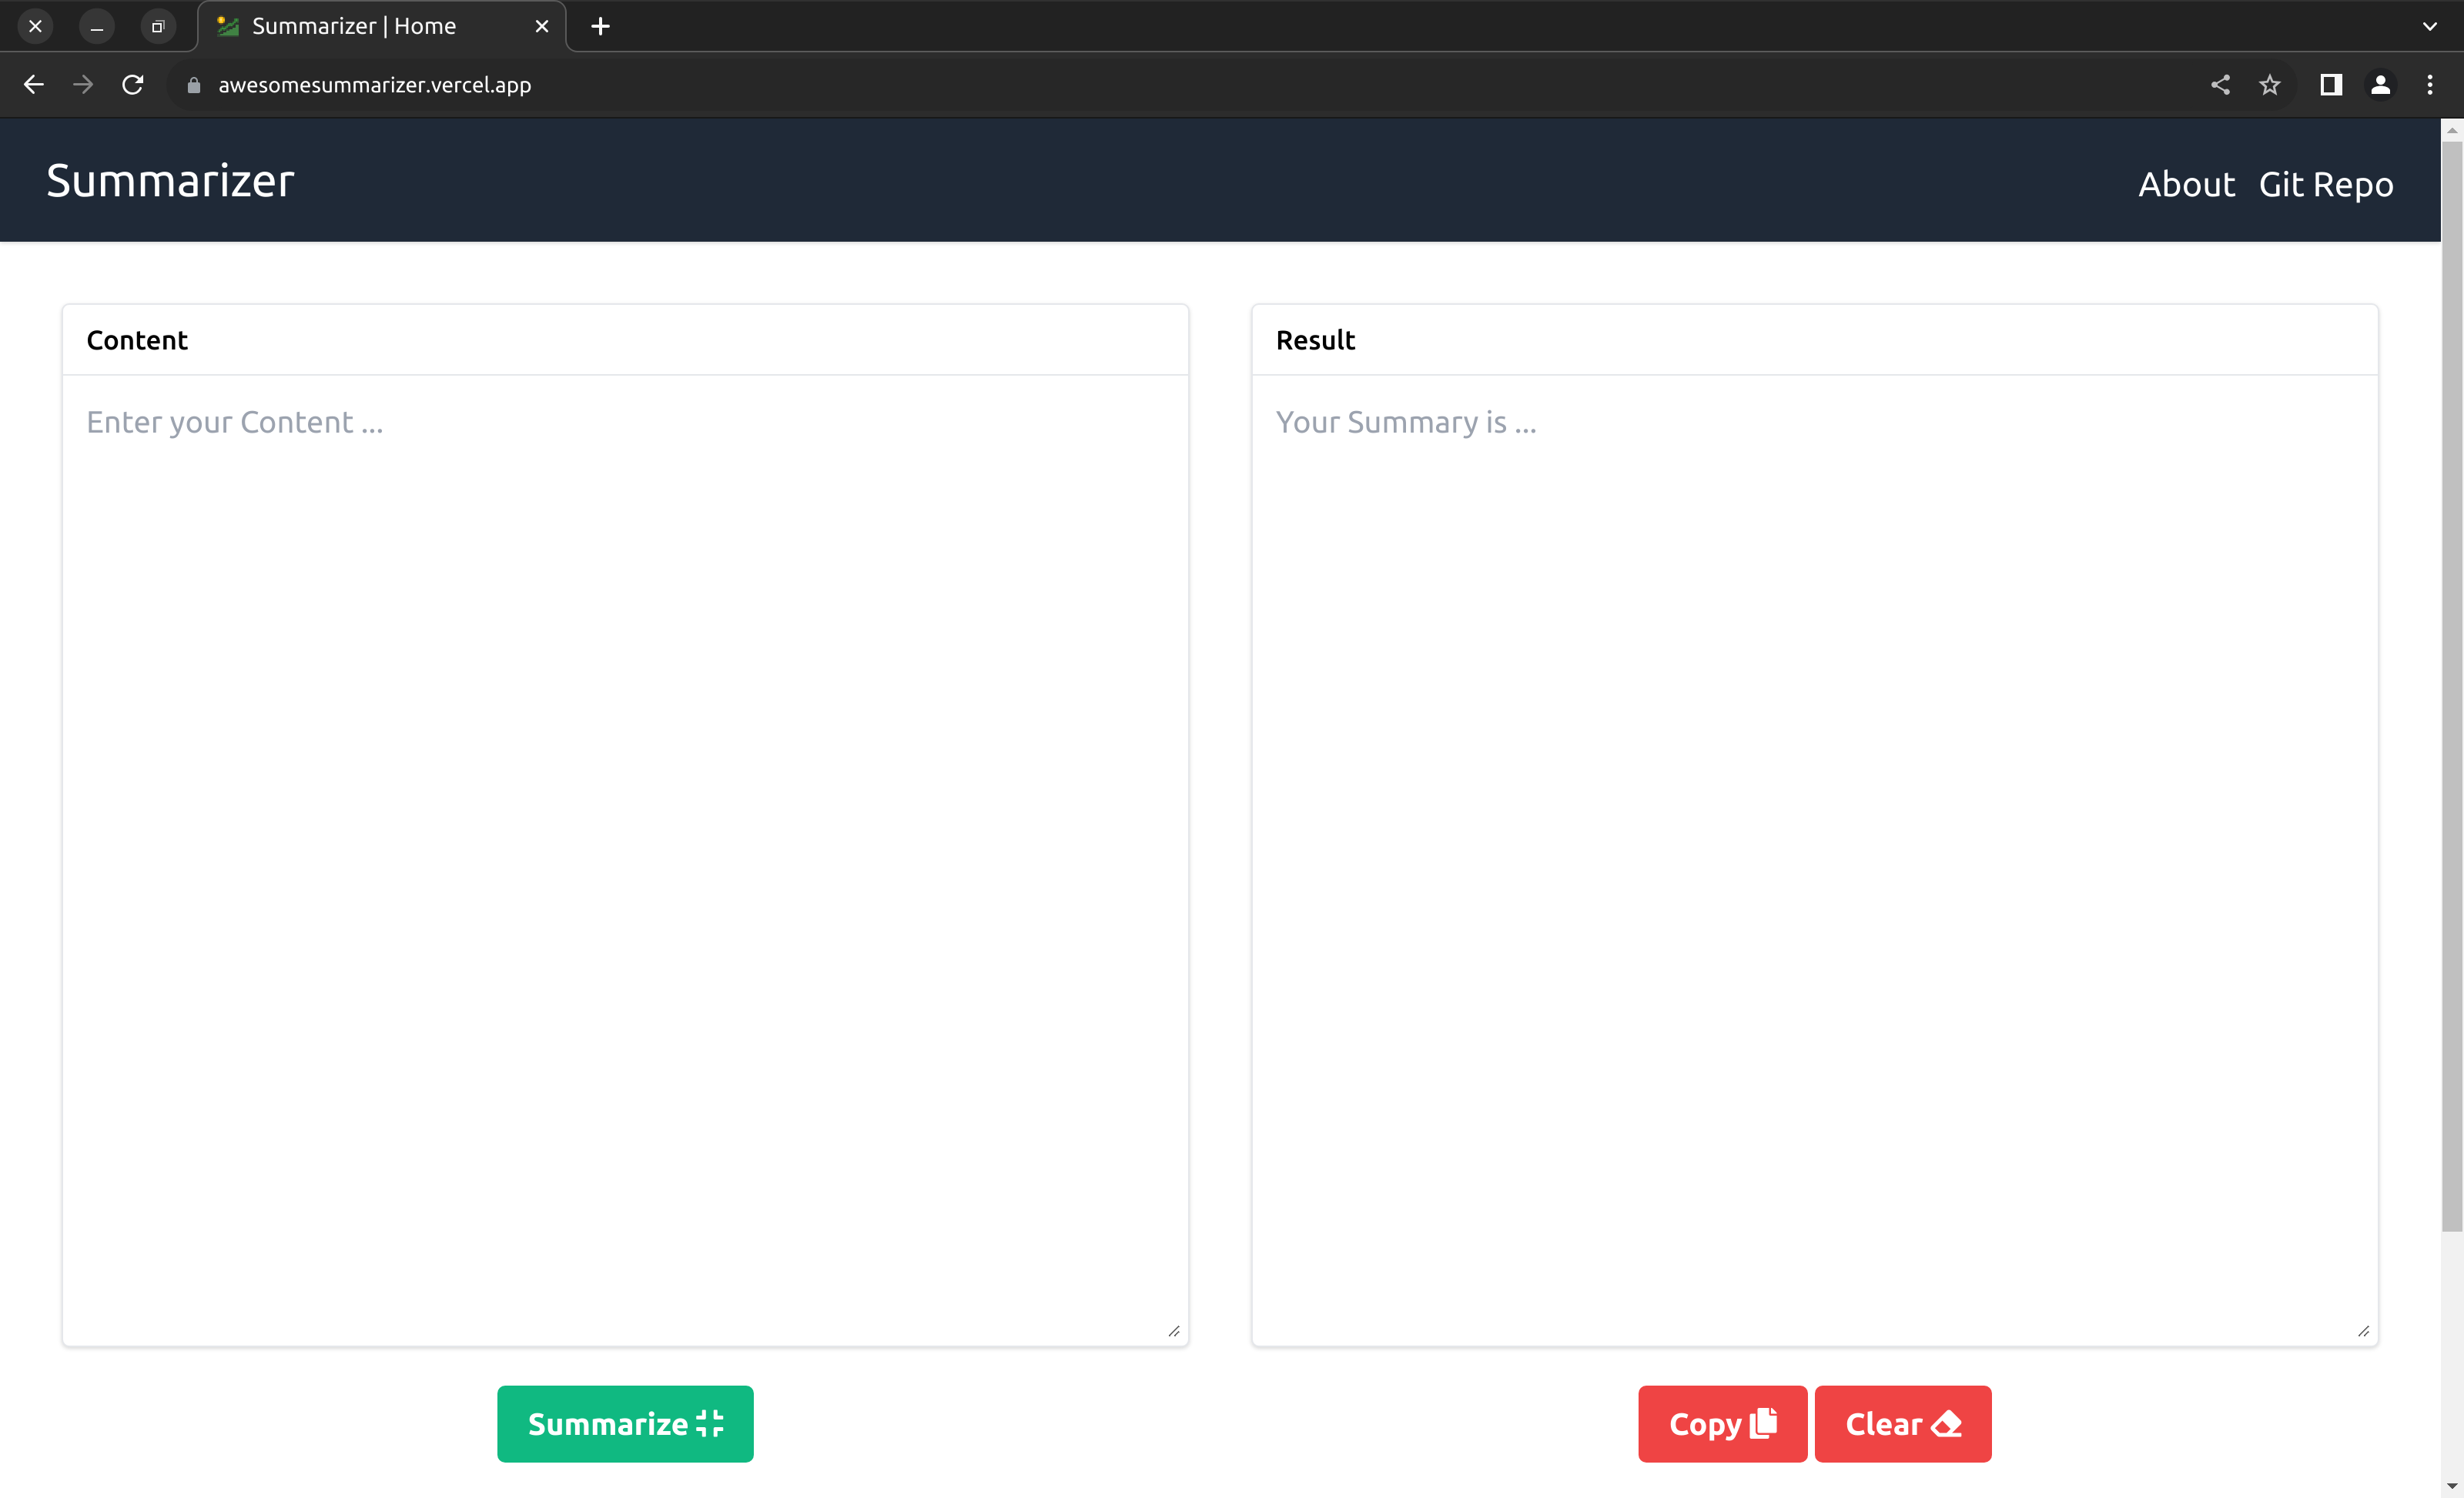 Summarizer | Home
awesomesummarizer.vercel.app
Summarizer
About Git Repo
Content
Enter your Content ...
Result
Your Summary is ...
Summarize
Copy
Clear